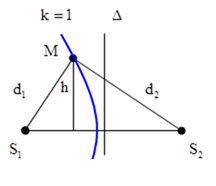 k = 1 Δ
M
d₁ h d₂
S₁ S₂